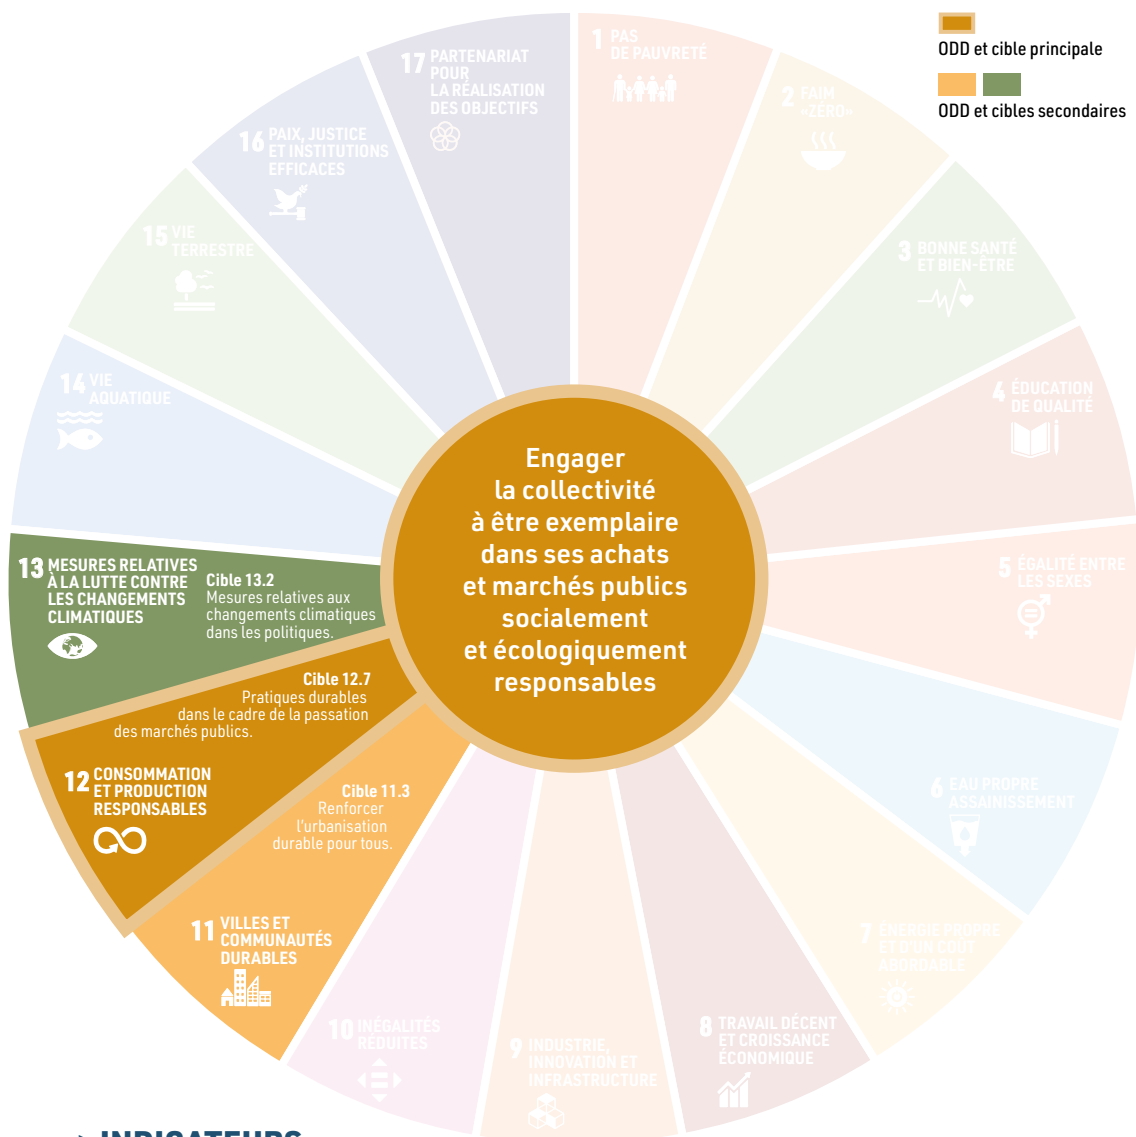 ODD et cible principale
ODD et cibles secondaires
1 PAS
DE PAUVRETÉ
2 FAIM
«ZÉRO»
3 BONNE SANTÉ
ET BIEN-ÊTRE
4 ÉDUCATION
DE QUALITÉ
5 ÉGALITÉ ENTRE
LES SEXES
6 EAU PROPRE
ASSAINISSEMENT
7 ÉNERGIE PROPRE
ET D'UN COÛT
ABORDABLE
8 TRAVAIL DÉCENT
ET CROISSANCE
ÉCONOMIQUE
9 INDUSTRIE,
INNOVATION ET
INFRASTRUCTURE
10 INÉGALITÉS
RÉDUITES
11 VILLES ET
COMMUNAUTÉS
DURABLES
Cible 11.3
Renforcer
l'urbanisation
durable pour tous.
12 CONSOMMATION
ET PRODUCTION
RESPONSABLES
Cible 12.7
Pratiques durables
dans le cadre de la passation
des marchés publics.
13 MESURES RELATIVES
À LA LUTTE CONTRE
LES CHANGEMENTS
CLIMATIQUES
Cible 13.2
Mesures relatives aux
changements climatiques
dans les politiques.
14 VIE
AQUATIQUE
15 VIE
TERRESTRE
16 PAIX, JUSTICE
ET INSTITUTIONS
EFFICACES
17 PARTENARIAT
POUR
LA RÉALISATION
DES OBJECTIFS
Engager
la collectivité
à être exemplaire
dans ses achats
et marchés publics
socialement
et écologiquement
responsables
INDICATEURS